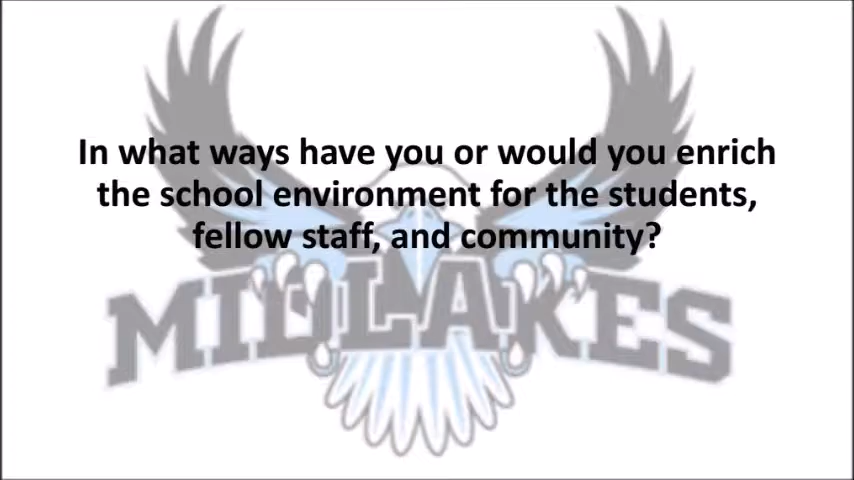 In what ways have you or would you enrich
the school environment for the students,
fellow staff, and community?
MIDLAKES